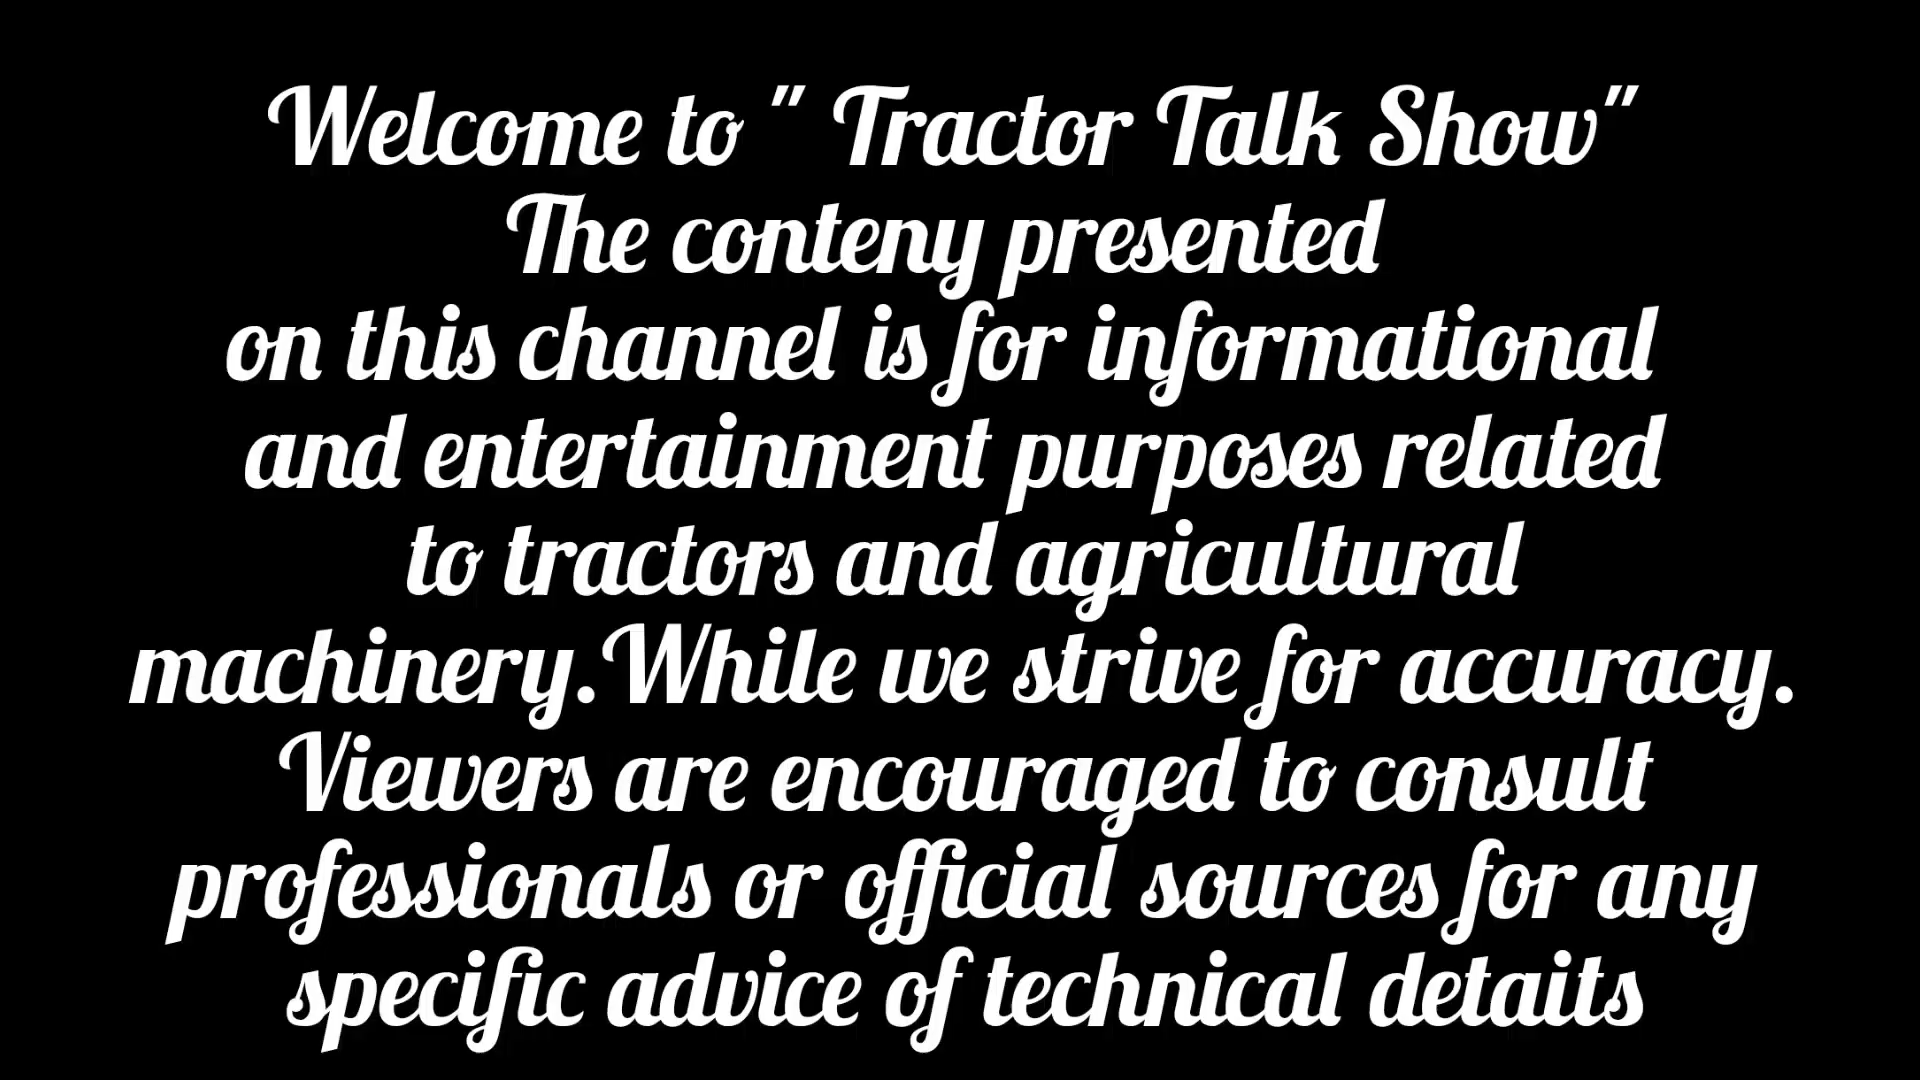 Welcome to " Tractor Talk Show"
The conteny presented
on this channel is for informational
and entertainment purposes related
to tractors and agricultural
machinery.While we strive for accuracy.
Viewers are encouraged to consult
professionals or official sources for any
specific advice of technical detaits